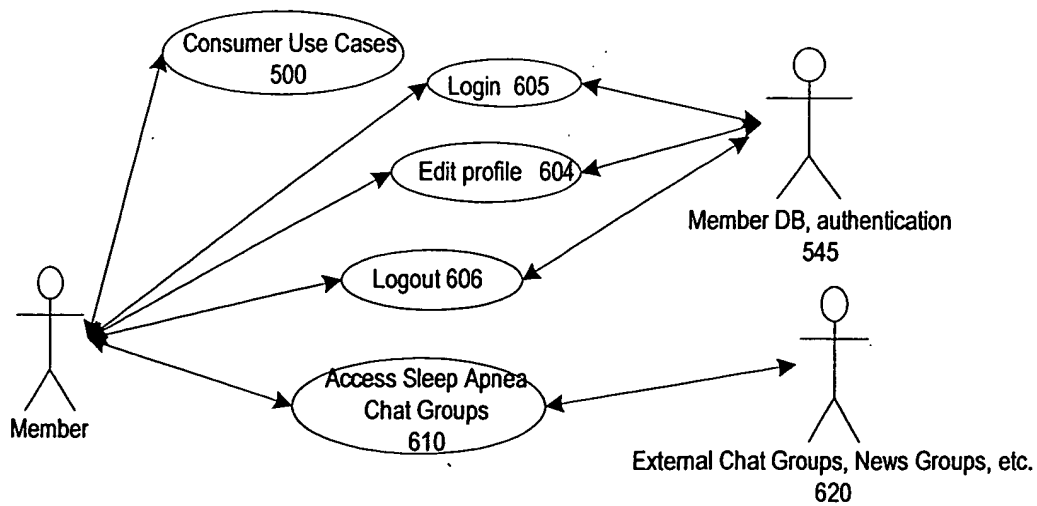 Consumer Use Cases
500
Login 605
Edit profile 604
Member DB, authentication
545
Logout 606
Member
Access Sleep Apnea
Chat Groups
610
External Chat Groups, News Groups, etc.
620